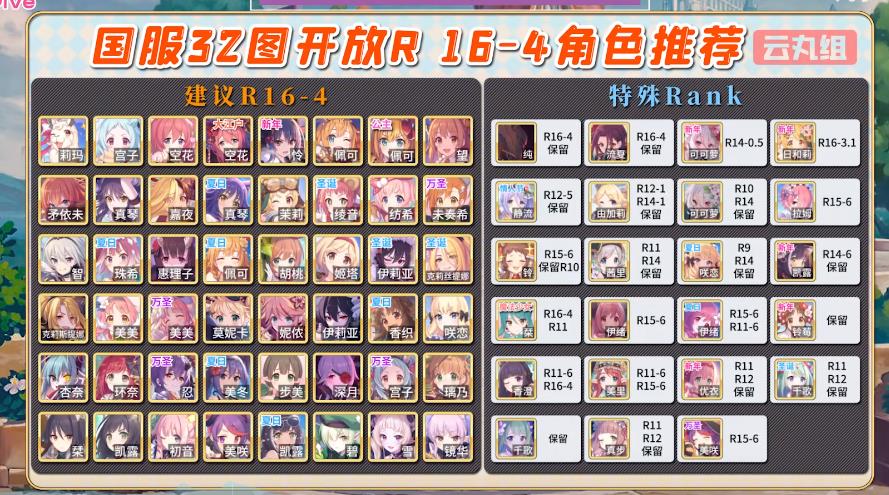 Dive
国服32图开放R 16-4角色推荐 云丸组
建议R16-4
莉玛 宫子 空花 大江户 空花 新年 怜 佩可 公主 佩可 望
矛依未 真琴 嘉夜 夏日 真琴 茉莉 圣诞 绫音 纺希 万圣 未奏希
智 夏日 珠希 惠理子 夏日 佩可 胡桃 姬塔 圣诞 伊莉亚 圣诞 克莉丝提娜
克莉斯提娜 美美 万圣 美美 莫妮卡 妮侬 伊莉亚 夏日 香织 咲恋
杏奈 环奈 万圣 忍 夏日 美冬 步美 深月 万圣 宫子 璃乃
栞 凯露 初音 美咲 夏日 凯露 碧 雪 镜华
特殊Rank
纯 R16-4 保留
流夏 R16-4 保留
新年 可可萝 R14-0.5
新年 日和莉 R16-3.1
情人节 静流 R12-5 保留
由加莉 R12-1 R14-1 保留
可可萝 R10 R14 保留
拉姆 R15-6
铃 R15-6 保留R10
茜里 R11 R14 保留
夏日 咲恋 R9 R14 保留
新年 凯露 R14-6 保留
魔法少女 栞 R16-4 R11
伊绪 R15-6
夏日 伊绪 R15-6 R11-6
新年 铃莓 保留
香澄 R11-6 R16-4
美里 R11-6 R15-6
新年 优衣 R11 R12 保留
圣诞 千歌 R11 R12 保留
千歌 保留
真步 R11 R12 保留
万圣 美咲 R15-6